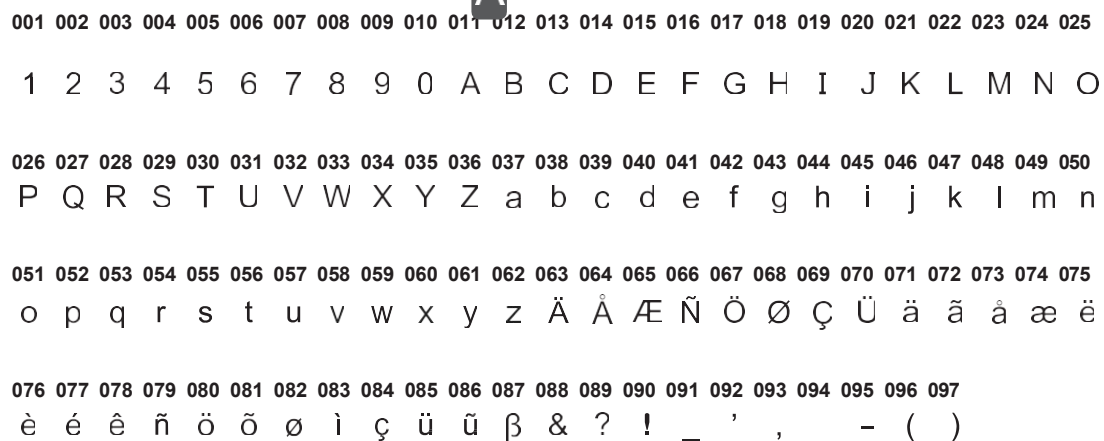 A
001 002 003 004 005 006 007 008 009 010 011 012 013 014 015 016 017 018 019 020 021 022 023 024 025
1 2 3 4 5 6 7 8 9 0 A B C D E F G H I J K L M N O
026 027 028 029 030 031 032 033 034 035 036 037 038 039 040 041 042 043 044 045 046 047 048 049 050
P Q R S T U V W X Y Z a b c d e f g h i j k l m n
051 052 053 054 055 056 057 058 059 060 061 062 063 064 065 066 067 068 069 070 071 072 073 074 075
o p q r s t u v w x y z Ä Å Æ Ñ Ö Ø Ç Ü ä ã å æ ë
076 077 078 079 080 081 082 083 084 085 086 087 088 089 090 091 092 093 094 095 096 097
è é ê ñ ö õ ø ì ç ü ũ β & ? ! _ ’ , – ( )